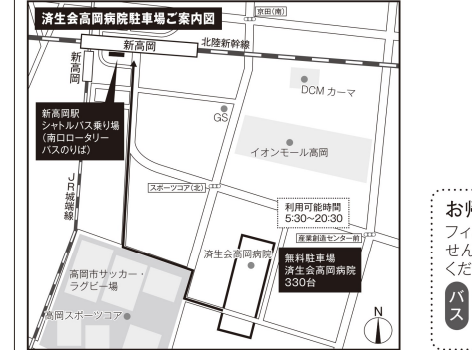 済生会高岡病院駐車場ご案内図
京田(南)
新高岡
北陸新幹線
新高岡
DCM カーマ
GS
新高岡駅
シャトルバス乗り場
(南口ロータリー
バスのりば)
イオンモール高岡
JR城端線
スポーツコア(北)
利用可能時間
5:30~20:30
産業創造センター前
済生会高岡病院
無料駐車場
済生会高岡病院
330台
高岡市サッカー・
ラグビー場
高岡スポーツコア
N
フィ
せん
くだ
バス